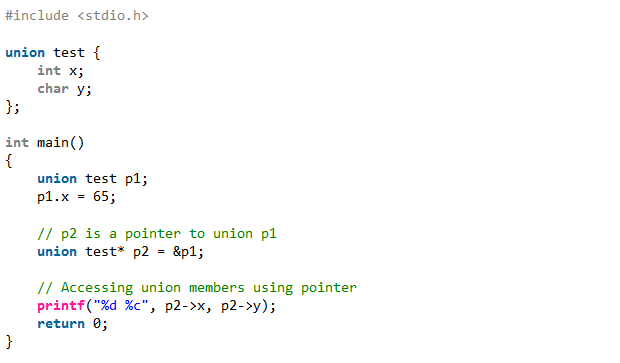 #include <stdio.h>
union test {
    int x;
    char y;
};
int main()
{
    union test p1;
    p1.x = 65;
    // p2 is a pointer to union p1
    union test* p2 = &p1;
    // Accessing union members using pointer
    printf("%d %c", p2->x, p2->y);
    return 0;
}